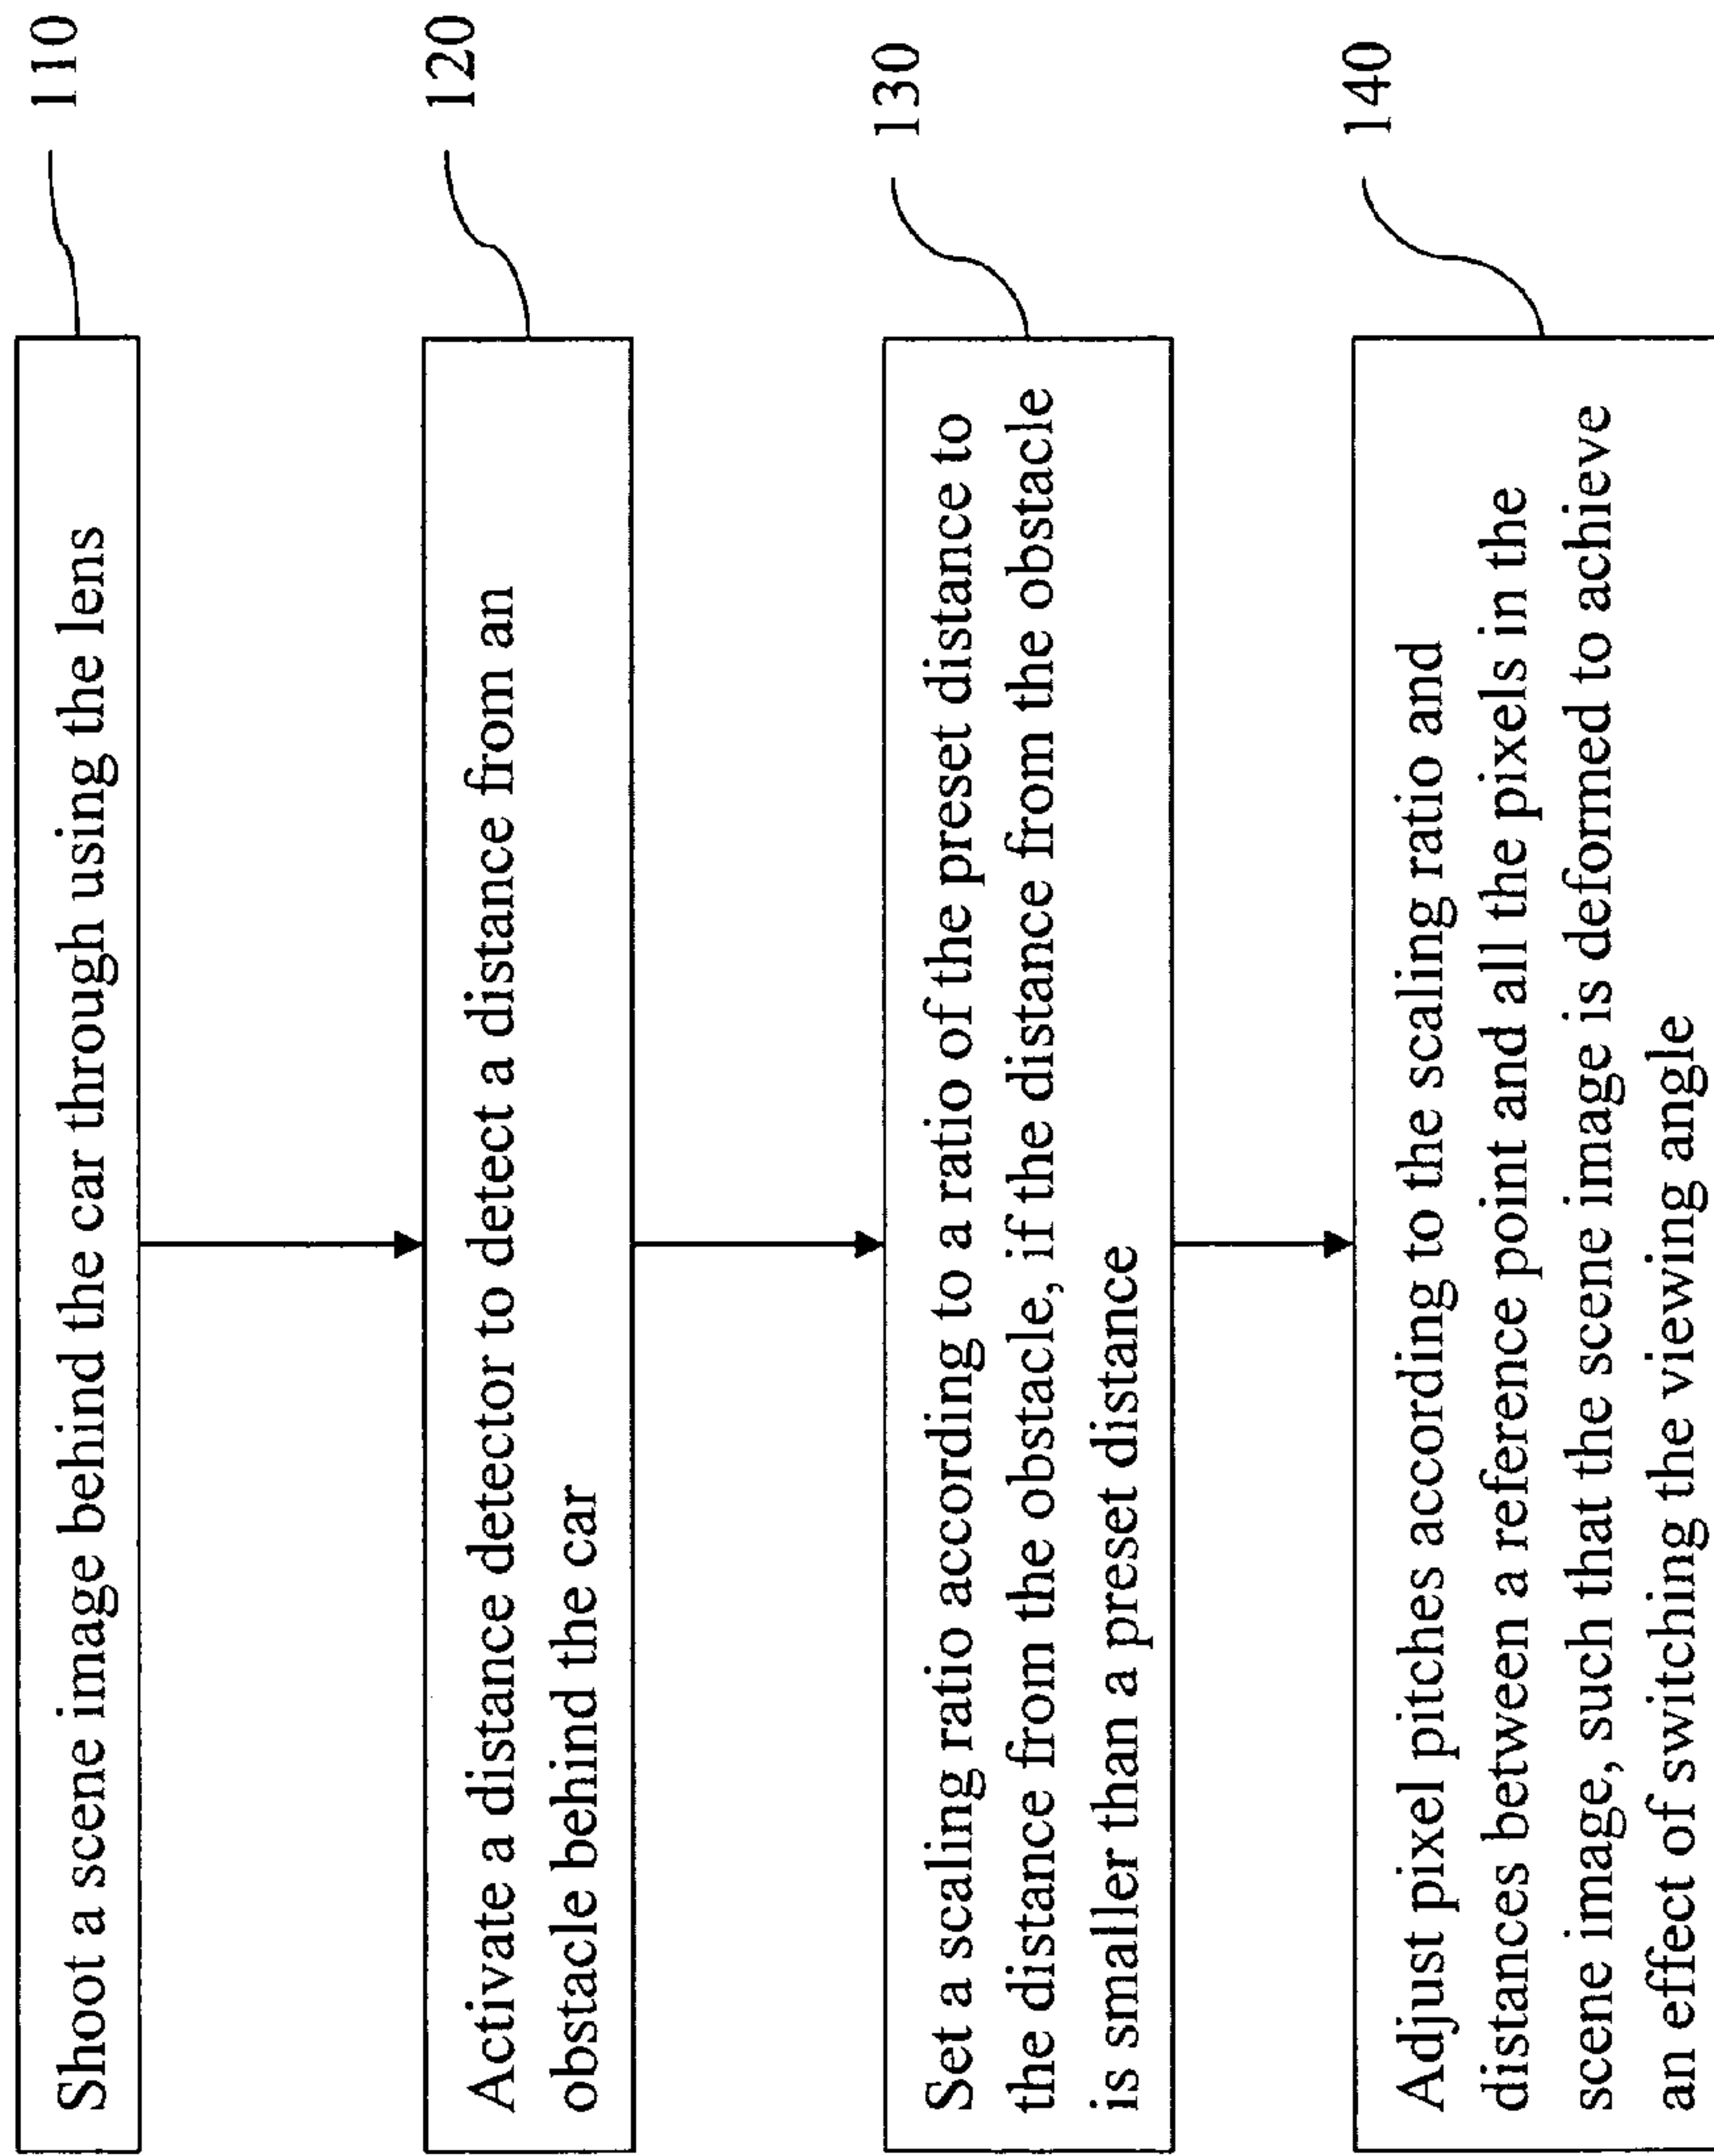 Shoot a scene image behind the car through using the lens
110
Activate a distance detector to detect a distance from an
obstacle behind the car
120
Set a scaling ratio according to a ratio of the preset distance to
the distance from the obstacle, if the distance from the obstacle
is smaller than a preset distance
130
Adjust pixel pitches according to the scaling ratio and
distances between a reference point and all the pixels in the
scene image, such that the scene image is deformed to achieve
an effect of switching the viewing angle
140